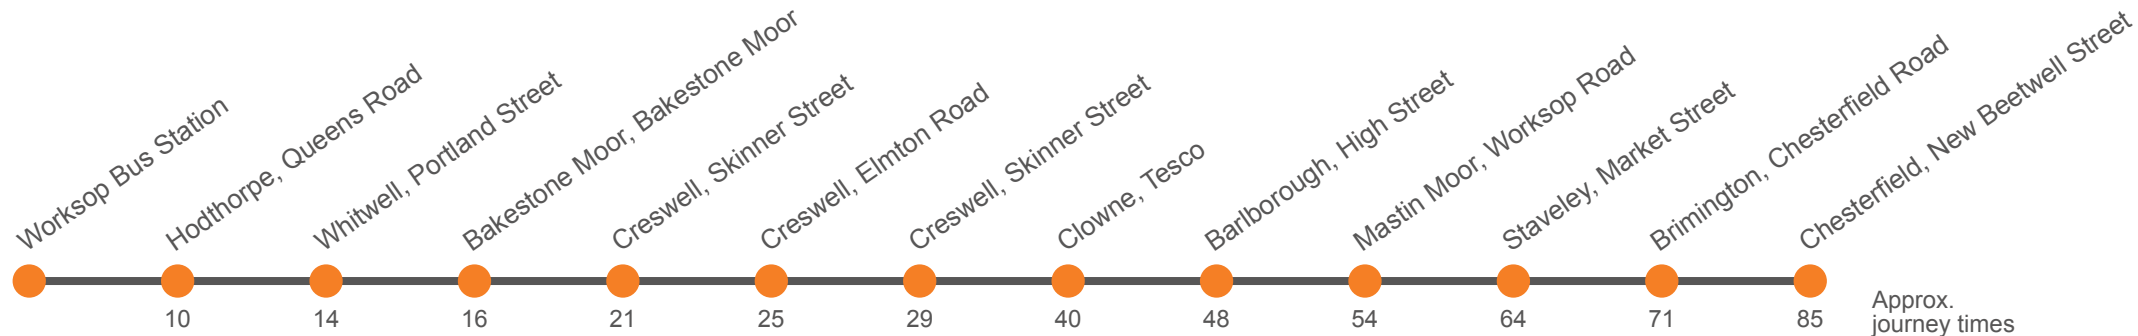 Worksop Bus Station
Hodthorpe, Queens Road
Whitwell, Portland Street
Bakestone Moor, Bakestone Moor
Creswell, Skinner Street
Creswell, Elmton Road
Creswell, Skinner Street
Clowne, Tesco
Barlborough, High Street
Mastin Moor, Worksop Road
Staveley, Market Street
Brimington, Chesterfield Road
Chesterfield, New Beetwell Street
10 14 16 21 25 29 40 48 54 64 71 85
Approx.
journey times